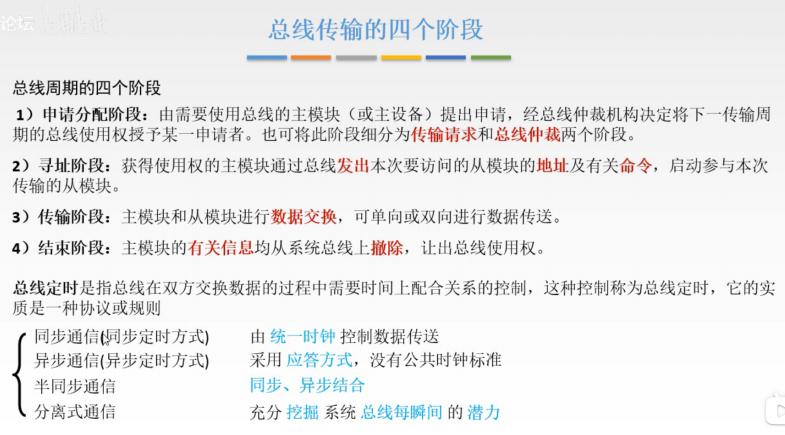 论坛
总线传输的四个阶段
总线周期的四个阶段
1）申请分配阶段：由需要使用总线的主模块（或主设备）提出申请，经总线仲裁机构决定将下一传输周
期的总线使用权授予某一申请者。也可将此阶段细分为传输请求和总线仲裁两个阶段。
2）寻址阶段：获得使用权的主模块通过总线发出本次要访问的从模块的地址及有关命令，启动参与本次
传输的从模块。
3）传输阶段：主模块和从模块进行数据交换，可单向或双向进行数据传送。
4）结束阶段：主模块的有关信息均从系统总线上撤除，让出总线使用权。
总线定时是指总线在双方交换数据的过程中需要时间上配合关系的控制，这种控制称为总线定时，它的实
质是一种协议或规则
同步通信(同步定时方式) 由 统一时钟 控制数据传送
异步通信(异步定时方式) 采用 应答方式，没有公共时钟标准
半同步通信 同步、异步结合
分离式通信 充分 挖掘 系统 总线每瞬间 的 潜力